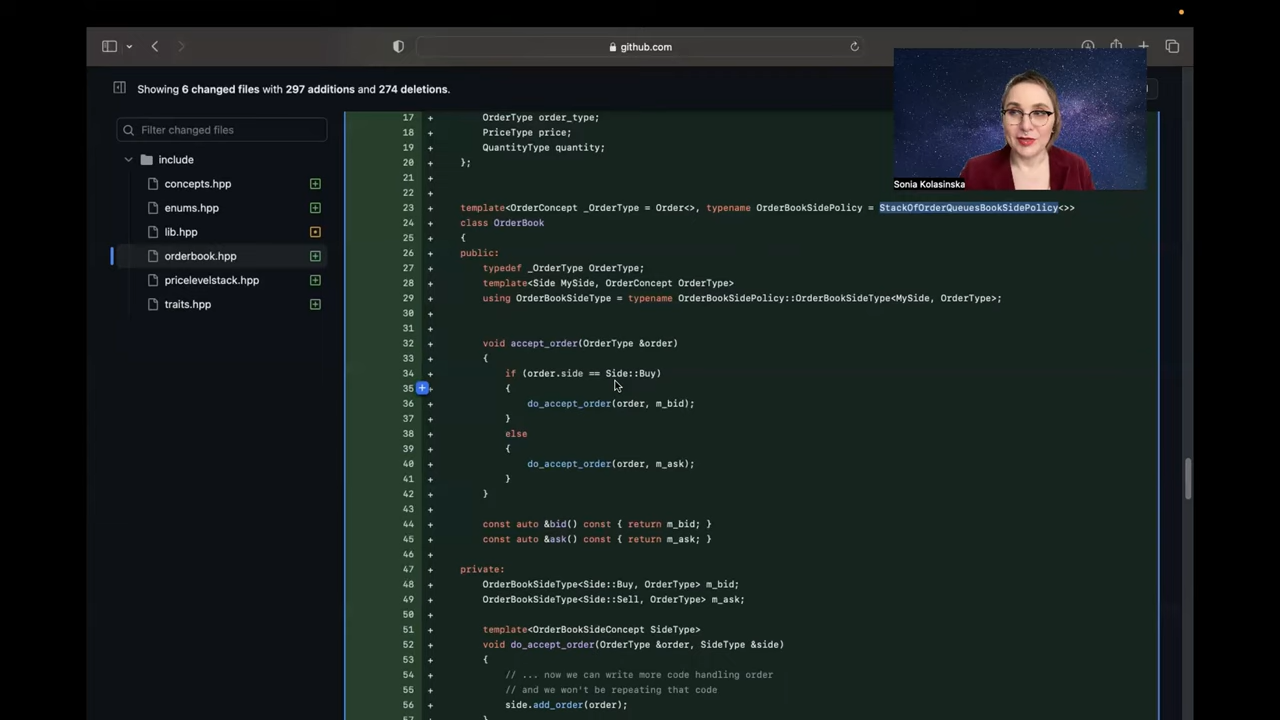 github.com
Showing 6 changed files with 297 additions and 274 deletions.
Filter changed files
include
concepts.hpp
enums.hpp
lib.hpp
orderbook.hpp
pricelevelstack.hpp
traits.hpp
Sonia Kolasinska
17 + OrderType order_type;
18 + PriceType price;
19 + QuantityType quantity;
20 + };
21 +
22 +
23 + template<OrderConcept _OrderType = Order<>, typename OrderBookSidePolicy = StackOfOrderQueuesBookSidePolicy<>>
24 + class OrderBook
25 + {
26 + public:
27 + typedef _OrderType OrderType;
28 + template<Side MySide, OrderConcept OrderType>
29 + using OrderBookSideType = typename OrderBookSidePolicy::OrderBookSideType<MySide, OrderType>;
30 +
31 +
32 + void accept_order(OrderType &order)
33 + {
34 + if (order.side == Side::Buy)
35 + {
36 + do_accept_order(order, m_bid);
37 + }
38 + else
39 + {
40 + do_accept_order(order, m_ask);
41 + }
42 + }
43 +
44 + const auto &bid() const { return m_bid; }
45 + const auto &ask() const { return m_ask; }
46 +
47 + private:
48 + OrderBookSideType<Side::Buy, OrderType> m_bid;
49 + OrderBookSideType<Side::Sell, OrderType> m_ask;
50 +
51 + template<OrderBookSideConcept SideType>
52 + void do_accept_order(OrderType &order, SideType &side)
53 + {
54 + // ... now we can write more code handling order
55 + // and we won't be repeating that code
56 + side.add_order(order);
57 + }